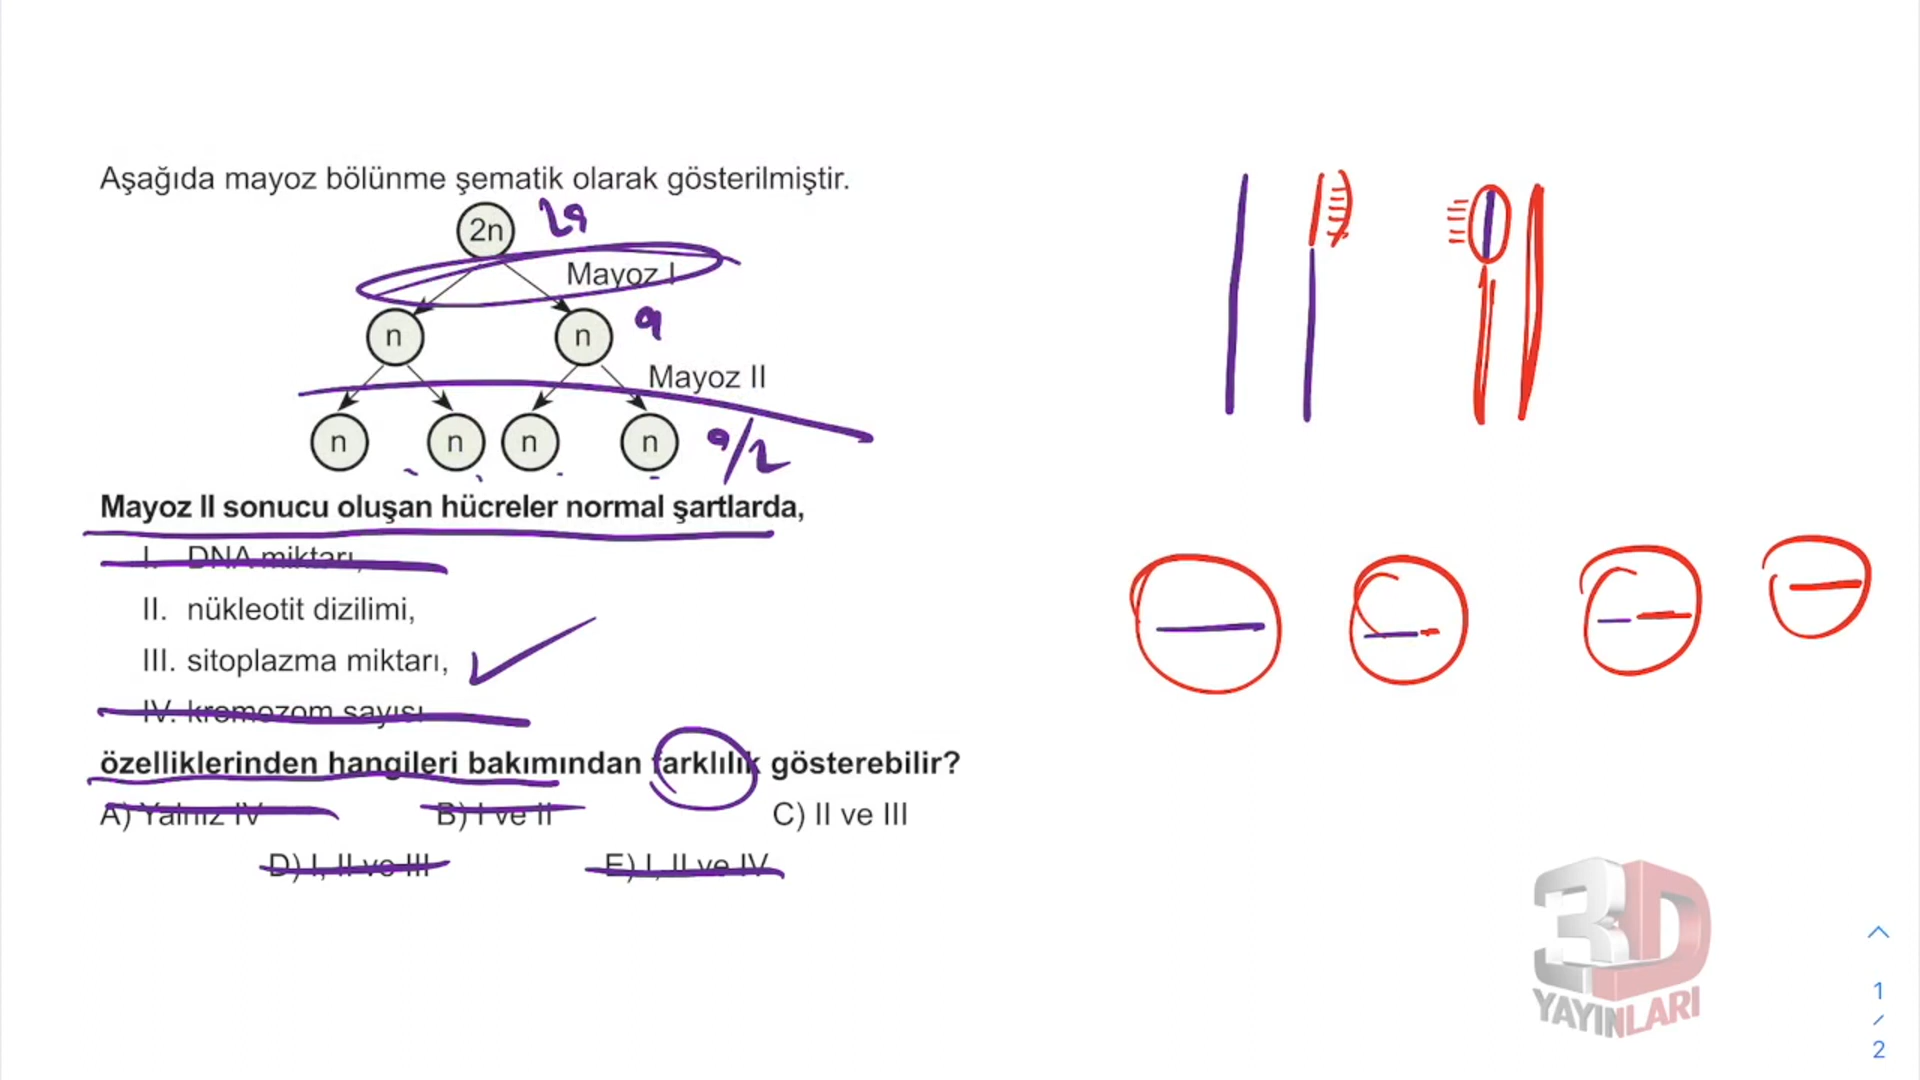 Aşağıda mayoz bölünme şematik olarak gösterilmiştir.
2n 2a
Mayoz I
n n a
Mayoz II
n n n n a/2
Mayoz II sonucu oluşan hücreler normal şartlarda,
I. DNA miktarı,
II. nükleotit dizilimi,
III. sitoplazma miktarı,
IV. kromozom sayısı
özelliklerinden hangileri bakımından farklılık gösterebilir?
A) Yalnız IV B) I ve II C) II ve III
D) I, II ve III E) I, II ve IV
3D
YAYINLARI
1
/
2